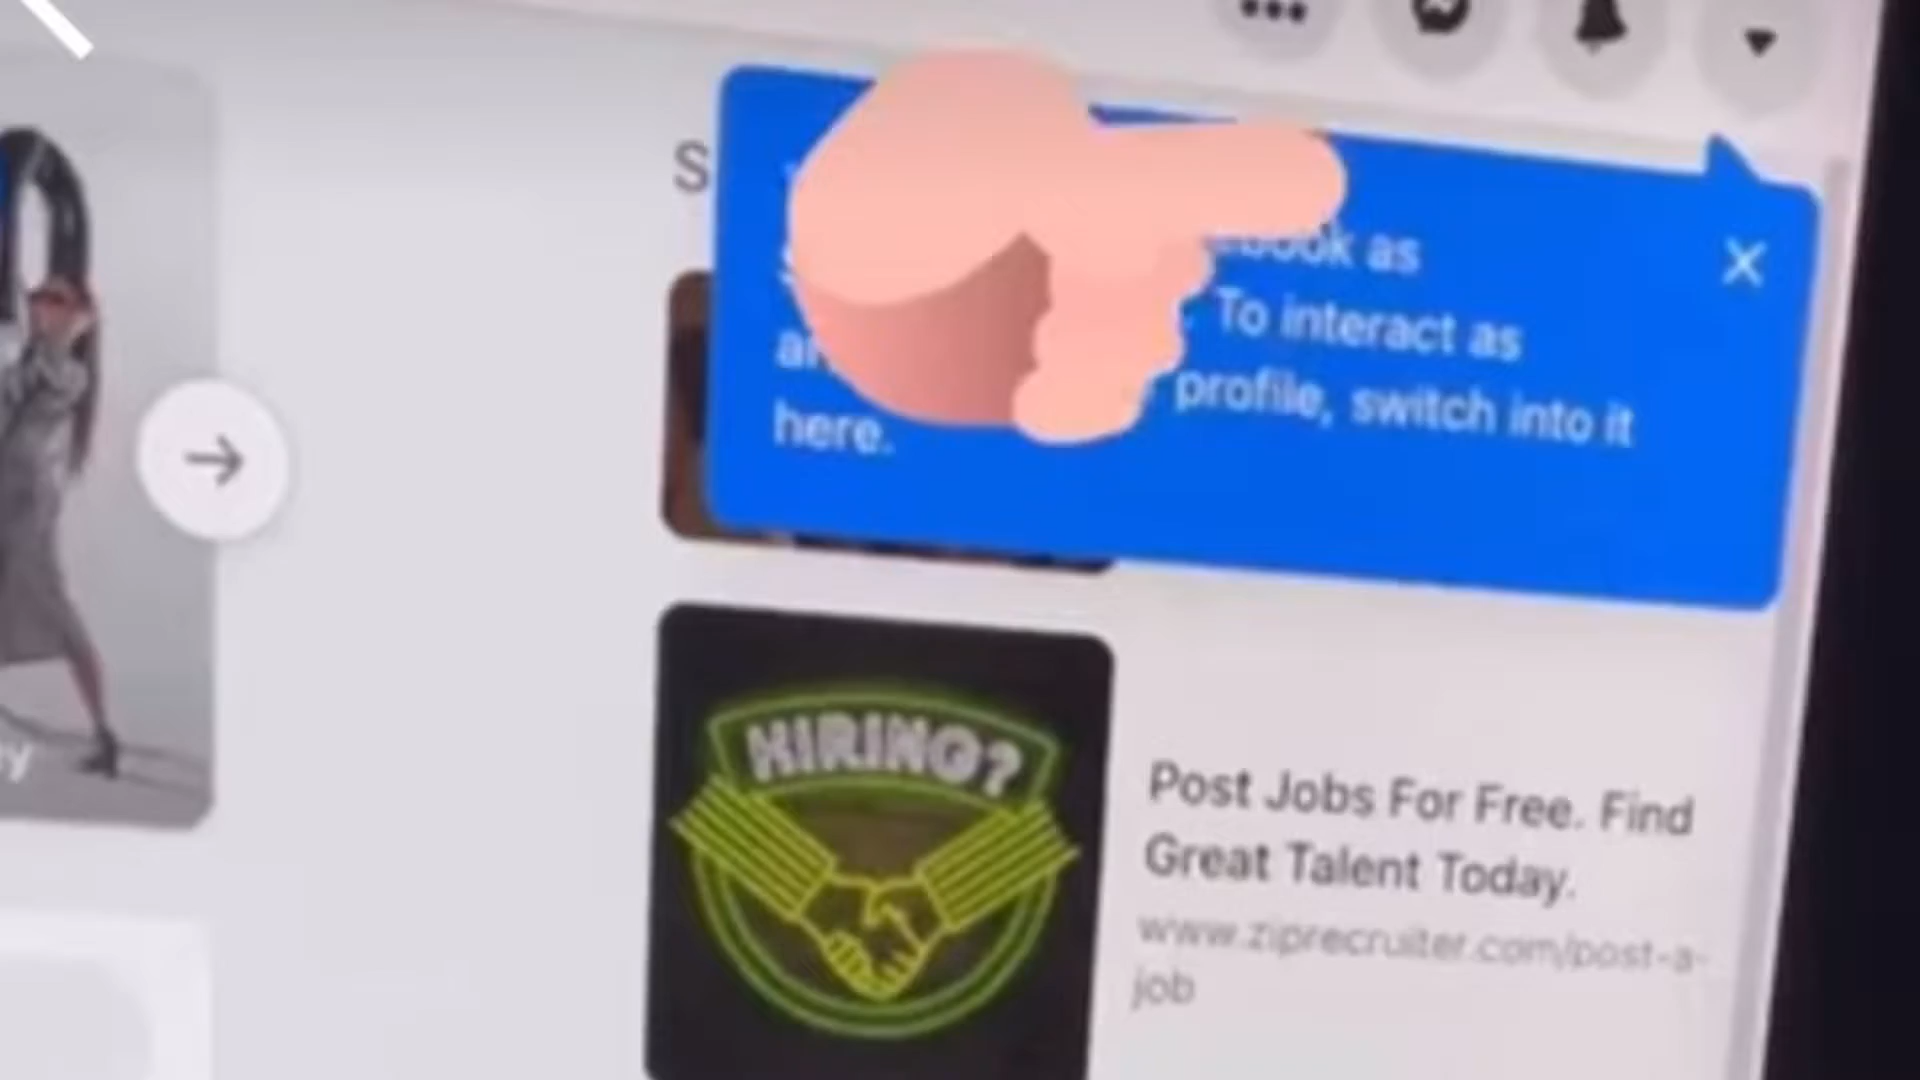 S
as
To interact as
profile, switch into it
here.
HIRING?
Post Jobs For Free. Find
Great Talent Today.
www.ziprecruiter.com/post-a-
job